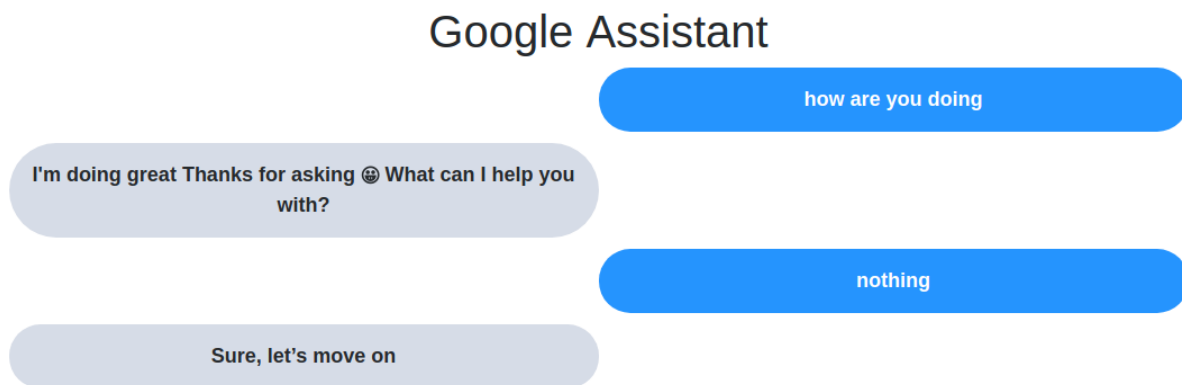 Google Assistant
how are you doing
I'm doing great Thanks for asking 😀 What can I help you
with?
nothing
Sure, let’s move on